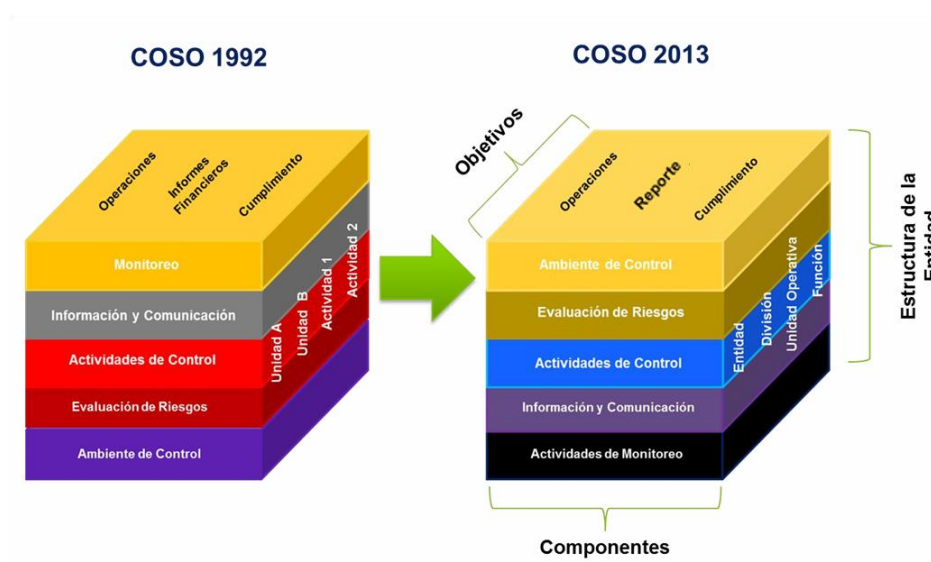 COSO 1992
COSO 2013
Operaciones
Informes
Financieros
Cumplimiento
Monitoreo
Información y Comunicación
Actividades de Control
Evaluación de Riesgos
Ambiente de Control
Unidad A
Unidad B
Actividad 1
Actividad 2
Objetivos
Operaciones
Reporte
Cumplimiento
Ambiente de Control
Evaluación de Riesgos
Actividades de Control
Información y Comunicación
Actividades de Monitoreo
Entidad
División
Unidad Operativa
Función
Estructura de la
Entidad
Componentes